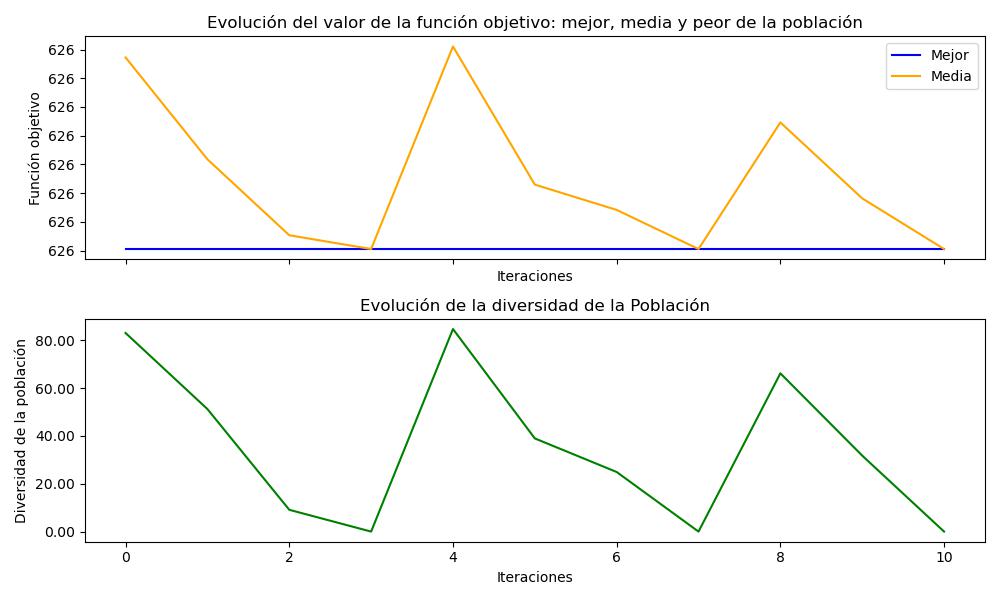 Evolución del valor de la función objetivo: mejor, media y peor de la población
626
626
626
626
626
626
626
626
Función objetivo
Mejor
Media
Iteraciones
Evolución de la diversidad de la Población
80.00
60.00
40.00
20.00
0.00
Diversidad de la población
0 2 4 6 8 10
Iteraciones